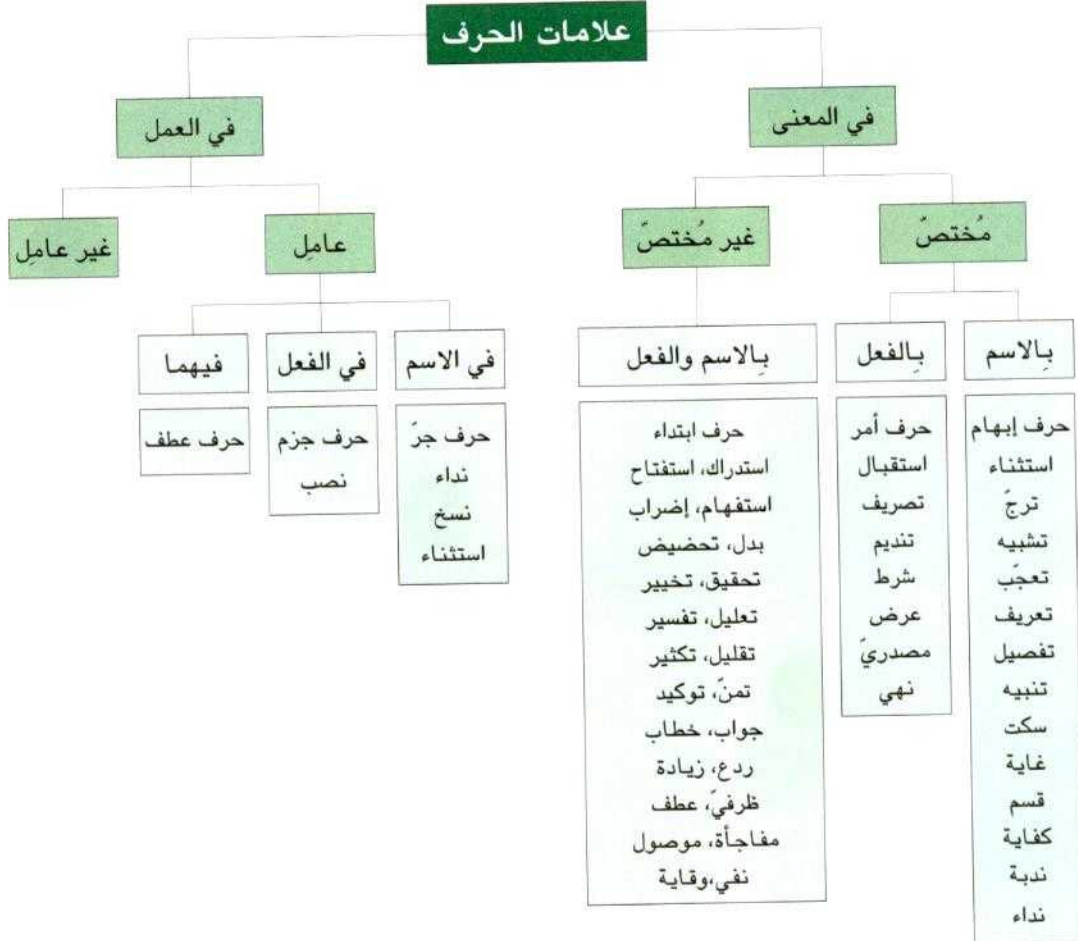 علامات الحرف
في المعنى
في العمل
مُختصّ
غير مُختصّ
عامِل
غير عامِل
بِالاسم
حرف إبهام
استثناء
ترجّ
تشبيه
تعجّب
تعريف
تفصيل
تنبيه
سكت
غاية
قسم
كفاية
ندبة
نداء
بِالفعل
حرف أمر
استقبال
تصريف
تنديم
شرط
عرض
مصدريّ
نهي
بِالاسم والفعل
حرف ابتداء
استدراك، استفتاح
استفهام، إضراب
بدل، تحضيض
تحقيق، تخيير
تعليل، تفسير
تقليل، تكثير
تمنّ، توكيد
جواب، خطاب
ردع، زيادة
ظرفيّ، عطف
مفاجأة، موصول
نفي،وقاية
في الاسم
حرف جرّ
نداء
نسخ
استثناء
في الفعل
حرف جزم
نصب
فيهما
حرف عطف